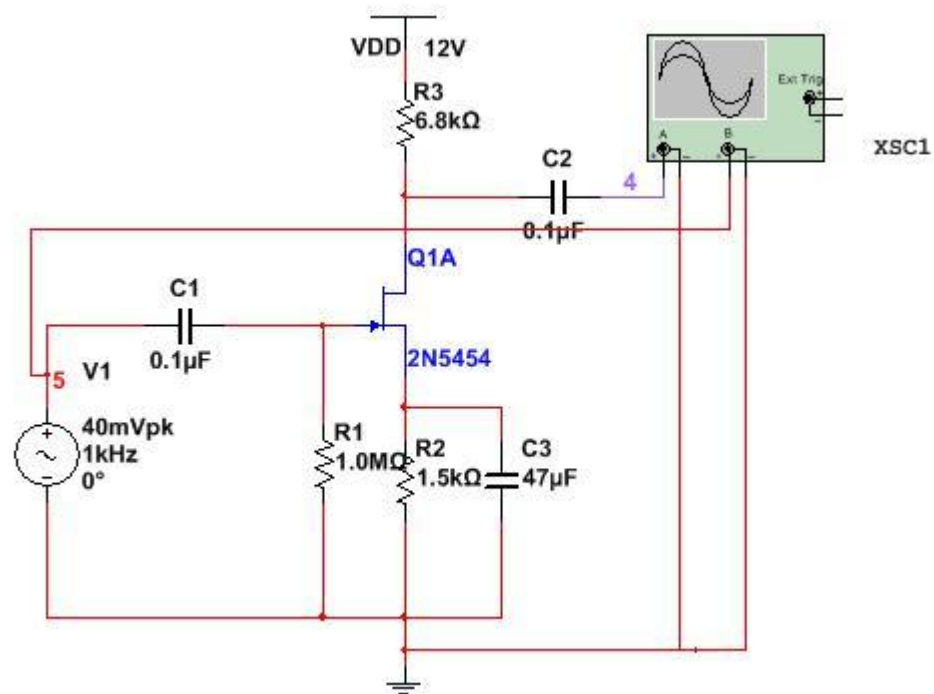 VDD 12V
R3
6.8kΩ
Ext Trig
+
−
A
B
+
−
+
−
XSC1
C2
4
0.1µF
Q1A
C1
0.1µF
2N5454
5
V1
+
40mVpk
1kHz
0°
−
R1
1.0MΩ
R2
1.5kΩ
C3
47µF